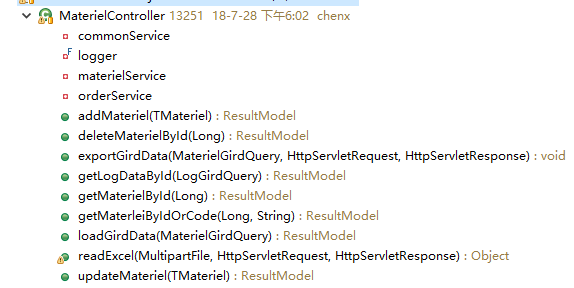 MaterielController 13251 18-7-28 下午6:02 chenx
commonService
logger
materielService
orderService
addMateriel(TMateriel) : ResultModel
deleteMaterielById(Long) : ResultModel
exportGirdData(MaterielGirdQuery, HttpServletRequest, HttpServletResponse) : void
getLogDataById(LogGirdQuery) : ResultModel
getMaterielById(Long) : ResultModel
getMaterleiByIdOrCode(Long, String) : ResultModel
loadGirdData(MaterielGirdQuery) : ResultModel
readExcel(MultipartFile, HttpServletRequest, HttpServletResponse) : Object
updateMateriel(TMateriel) : ResultModel